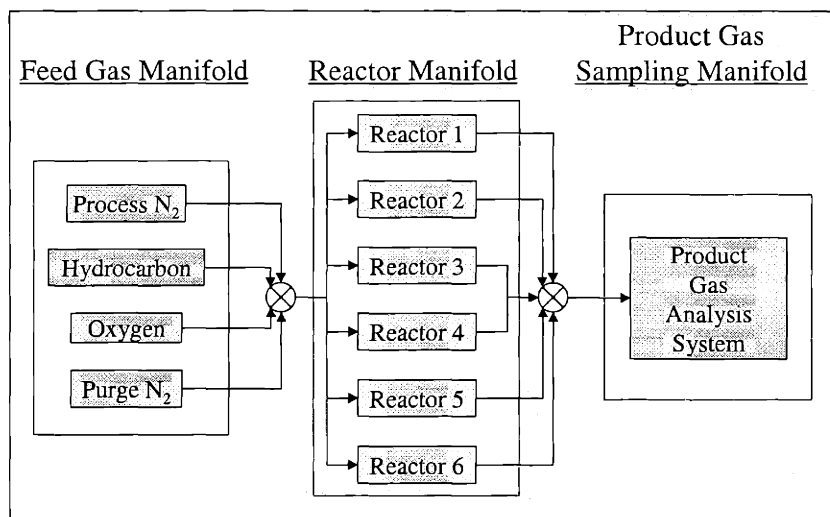 Feed Gas Manifold
Reactor Manifold
Product Gas
Sampling Manifold
Process N₂
Hydrocarbon
Oxygen
Purge N₂
Reactor 1
Reactor 2
Reactor 3
Reactor 4
Reactor 5
Reactor 6
Product
Gas
Analysis
System